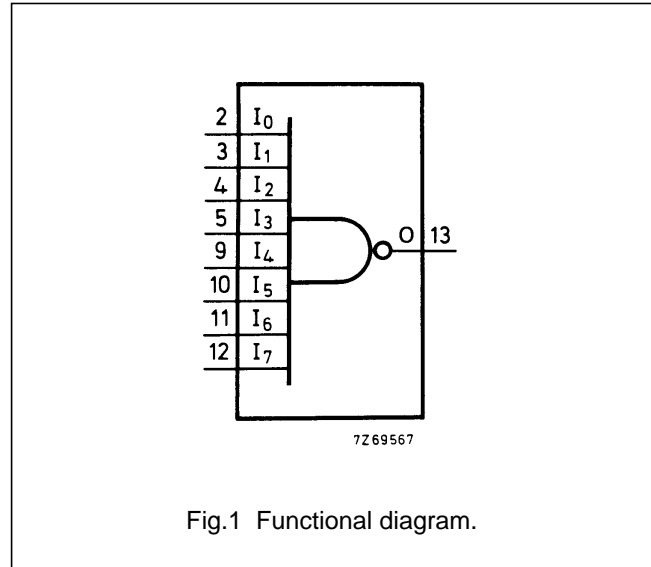 2 I0
3 I1
4 I2
5 I3
9 I4
10 I5
11 I6
12 I7
O 13
7Z69567
Fig.1 Functional diagram.